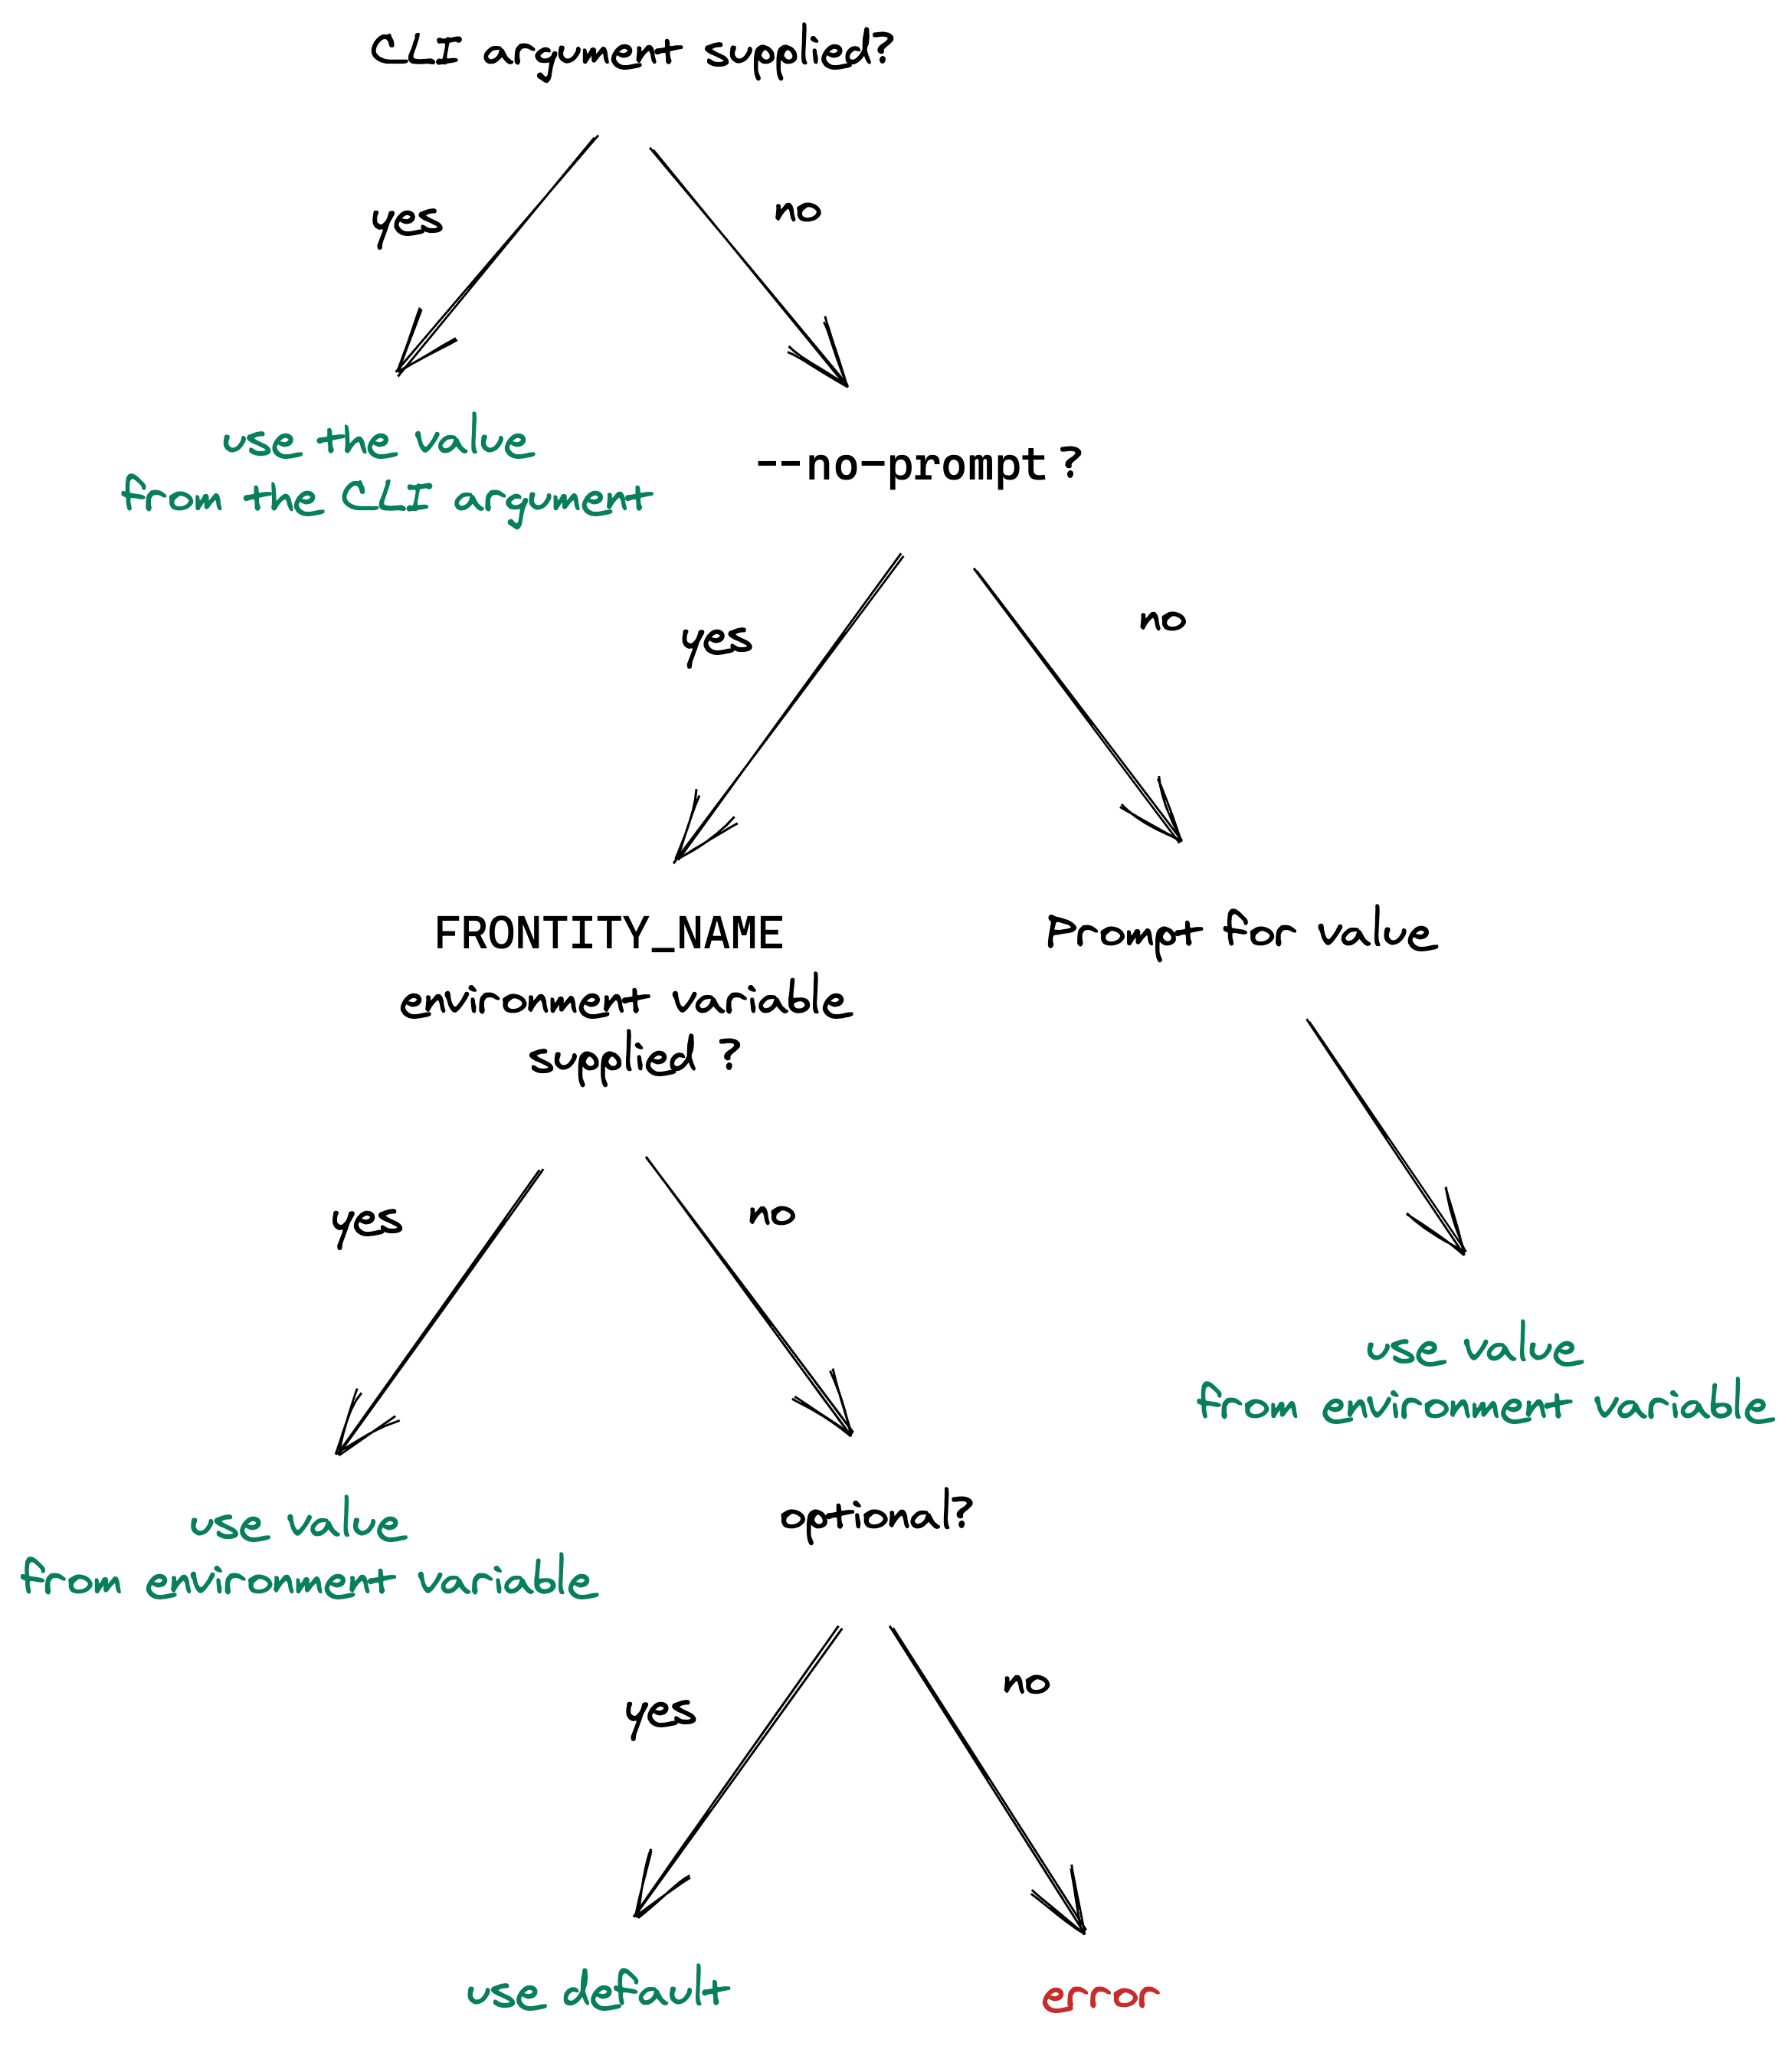 CLI argument supplied?
yes
no
use the value
from the CLI argument
--no-prompt ?
yes
no
FRONTITY_NAME
environment variable
supplied ?
Prompt for value
yes
no
use value
from environment variable
use value
from environment variable
optional?
yes
no
use default
error